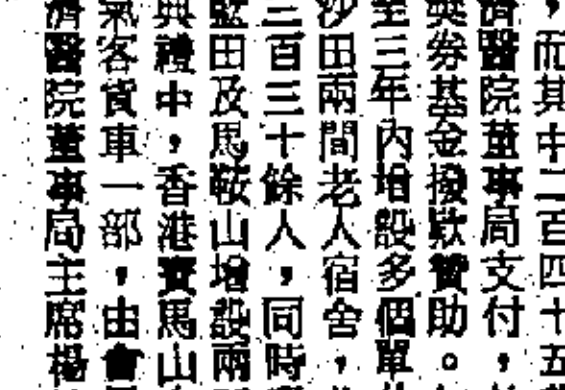 ，而其中二百四十五
濟醫院董事局支付，
獎券基金撥款贊助。
至三年內增設多個單
沙田兩間老人宿舍，
三百三十餘人，同時
藍田及馬鞍山增設兩
典禮中，香港寶馬山
氣客貨車一部，由會
濟醫院董事局主席楊